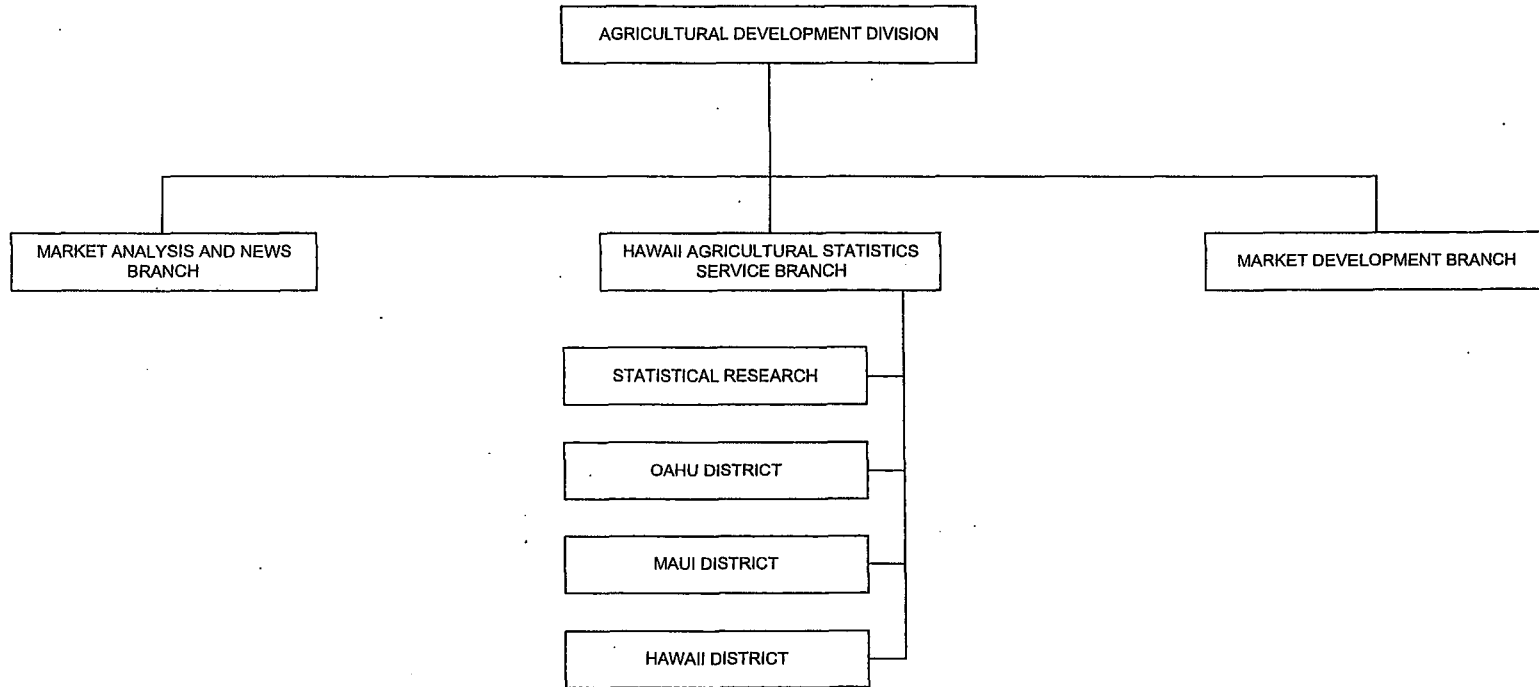 AGRICULTURAL DEVELOPMENT DIVISION
MARKET ANALYSIS AND NEWS
BRANCH
HAWAII AGRICULTURAL STATISTICS
SERVICE BRANCH
MARKET DEVELOPMENT BRANCH
STATISTICAL RESEARCH
OAHU DISTRICT
MAUI DISTRICT
HAWAII DISTRICT